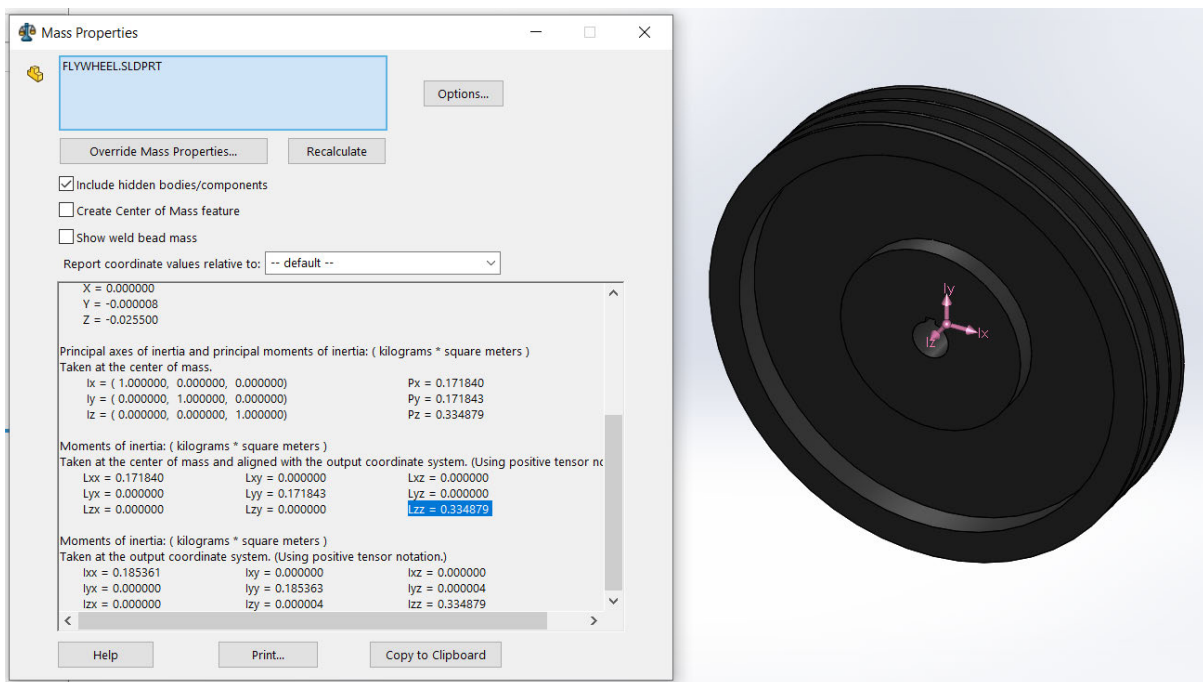 Mass Properties
FLYWHEEL.SLDPRT
Options...
Override Mass Properties...
Recalculate
Include hidden bodies/components
Create Center of Mass feature
Show weld bead mass
Report coordinate values relative to: -- default --
X = 0.000000
Y = -0.000008
Z = -0.025500
Principal axes of inertia and principal moments of inertia: ( kilograms * square meters )
Taken at the center of mass.
Ix = ( 1.000000, 0.000000, 0.000000) Px = 0.171840
Iy = ( 0.000000, 1.000000, 0.000000) Py = 0.171843
Iz = ( 0.000000, 0.000000, 1.000000) Pz = 0.334879
Moments of inertia: ( kilograms * square meters )
Taken at the center of mass and aligned with the output coordinate system. (Using positive tensor no
Lxx = 0.171840 Lxy = 0.000000 Lxz = 0.000000
Lyx = 0.000000 Lyy = 0.171843 Lyz = 0.000000
Lzx = 0.000000 Lzy = 0.000000 Lzz = 0.334879
Moments of inertia: ( kilograms * square meters )
Taken at the output coordinate system. (Using positive tensor notation.)
Ixx = 0.185361 Ixy = 0.000000 Ixz = 0.000000
Iyx = 0.000000 Iyy = 0.185363 Iyz = 0.000004
Izx = 0.000000 Izy = 0.000004 Izz = 0.334879
Help
Print...
Copy to Clipboard
Iy
Ix
Iz